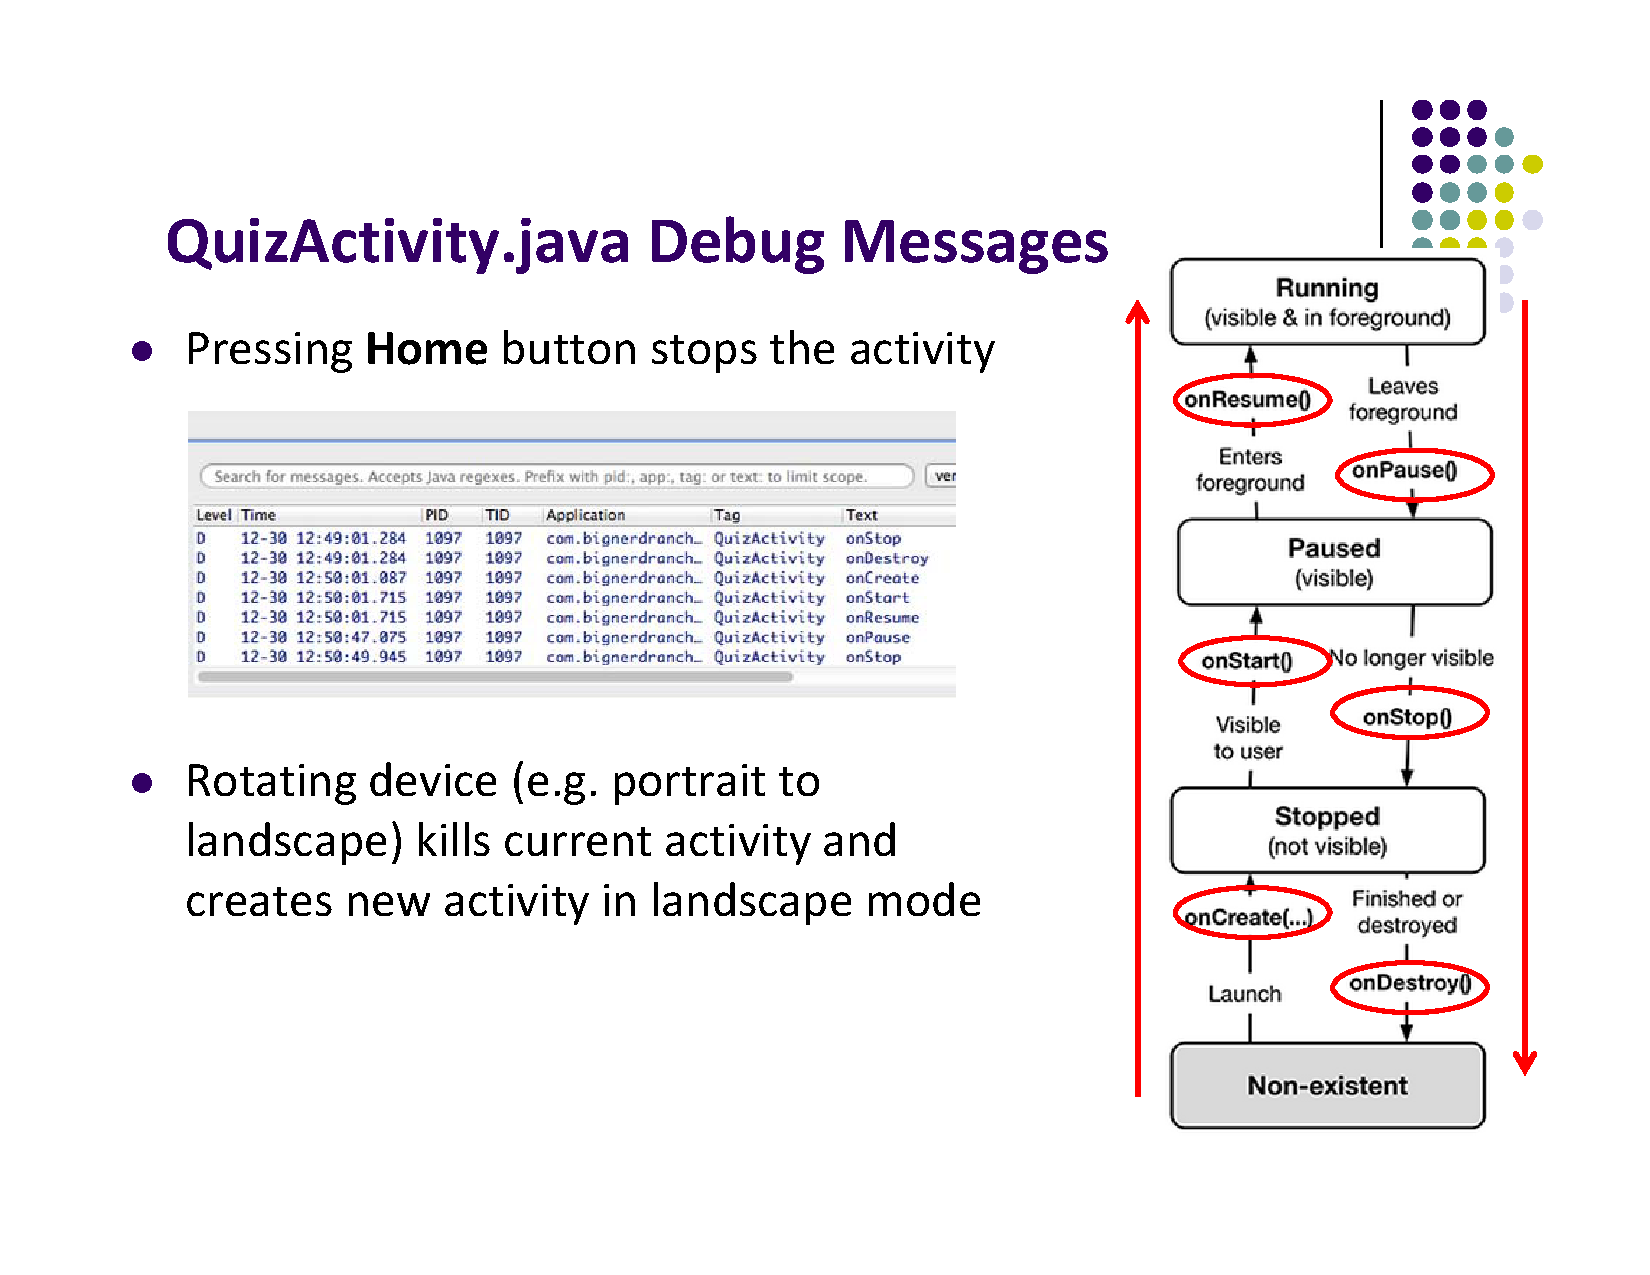 QuizActivity.java Debug Messages
Pressing Home button stops the activity
Search for messages. Accepts Java regexes. Prefix with pid:, app:, tag: or text: to limit scope.
Level Time PID TID Application Tag Text
D 12-30 12:49:01.284 1097 1097 com.bignerdranch… QuizActivity onStop
D 12-30 12:49:01.284 1097 1097 com.bignerdranch… QuizActivity onDestroy
D 12-30 12:50:01.087 1097 1097 com.bignerdranch… QuizActivity onCreate
D 12-30 12:50:01.715 1097 1097 com.bignerdranch… QuizActivity onStart
D 12-30 12:50:01.715 1097 1097 com.bignerdranch… QuizActivity onResume
D 12-30 12:50:47.075 1097 1097 com.bignerdranch… QuizActivity onPause
D 12-30 12:50:49.945 1097 1097 com.bignerdranch… QuizActivity onStop
Rotating device (e.g. portrait to
landscape) kills current activity and
creates new activity in landscape mode
Running
(visible & in foreground)
onResume()
Leaves
foreground
Enters
foreground
onPause()
Paused
(visible)
onStart()
No longer visible
Visible
to user
onStop()
Stopped
(not visible)
onCreate(...)
Finished or
destroyed
Launch
onDestroy()
Non-existent